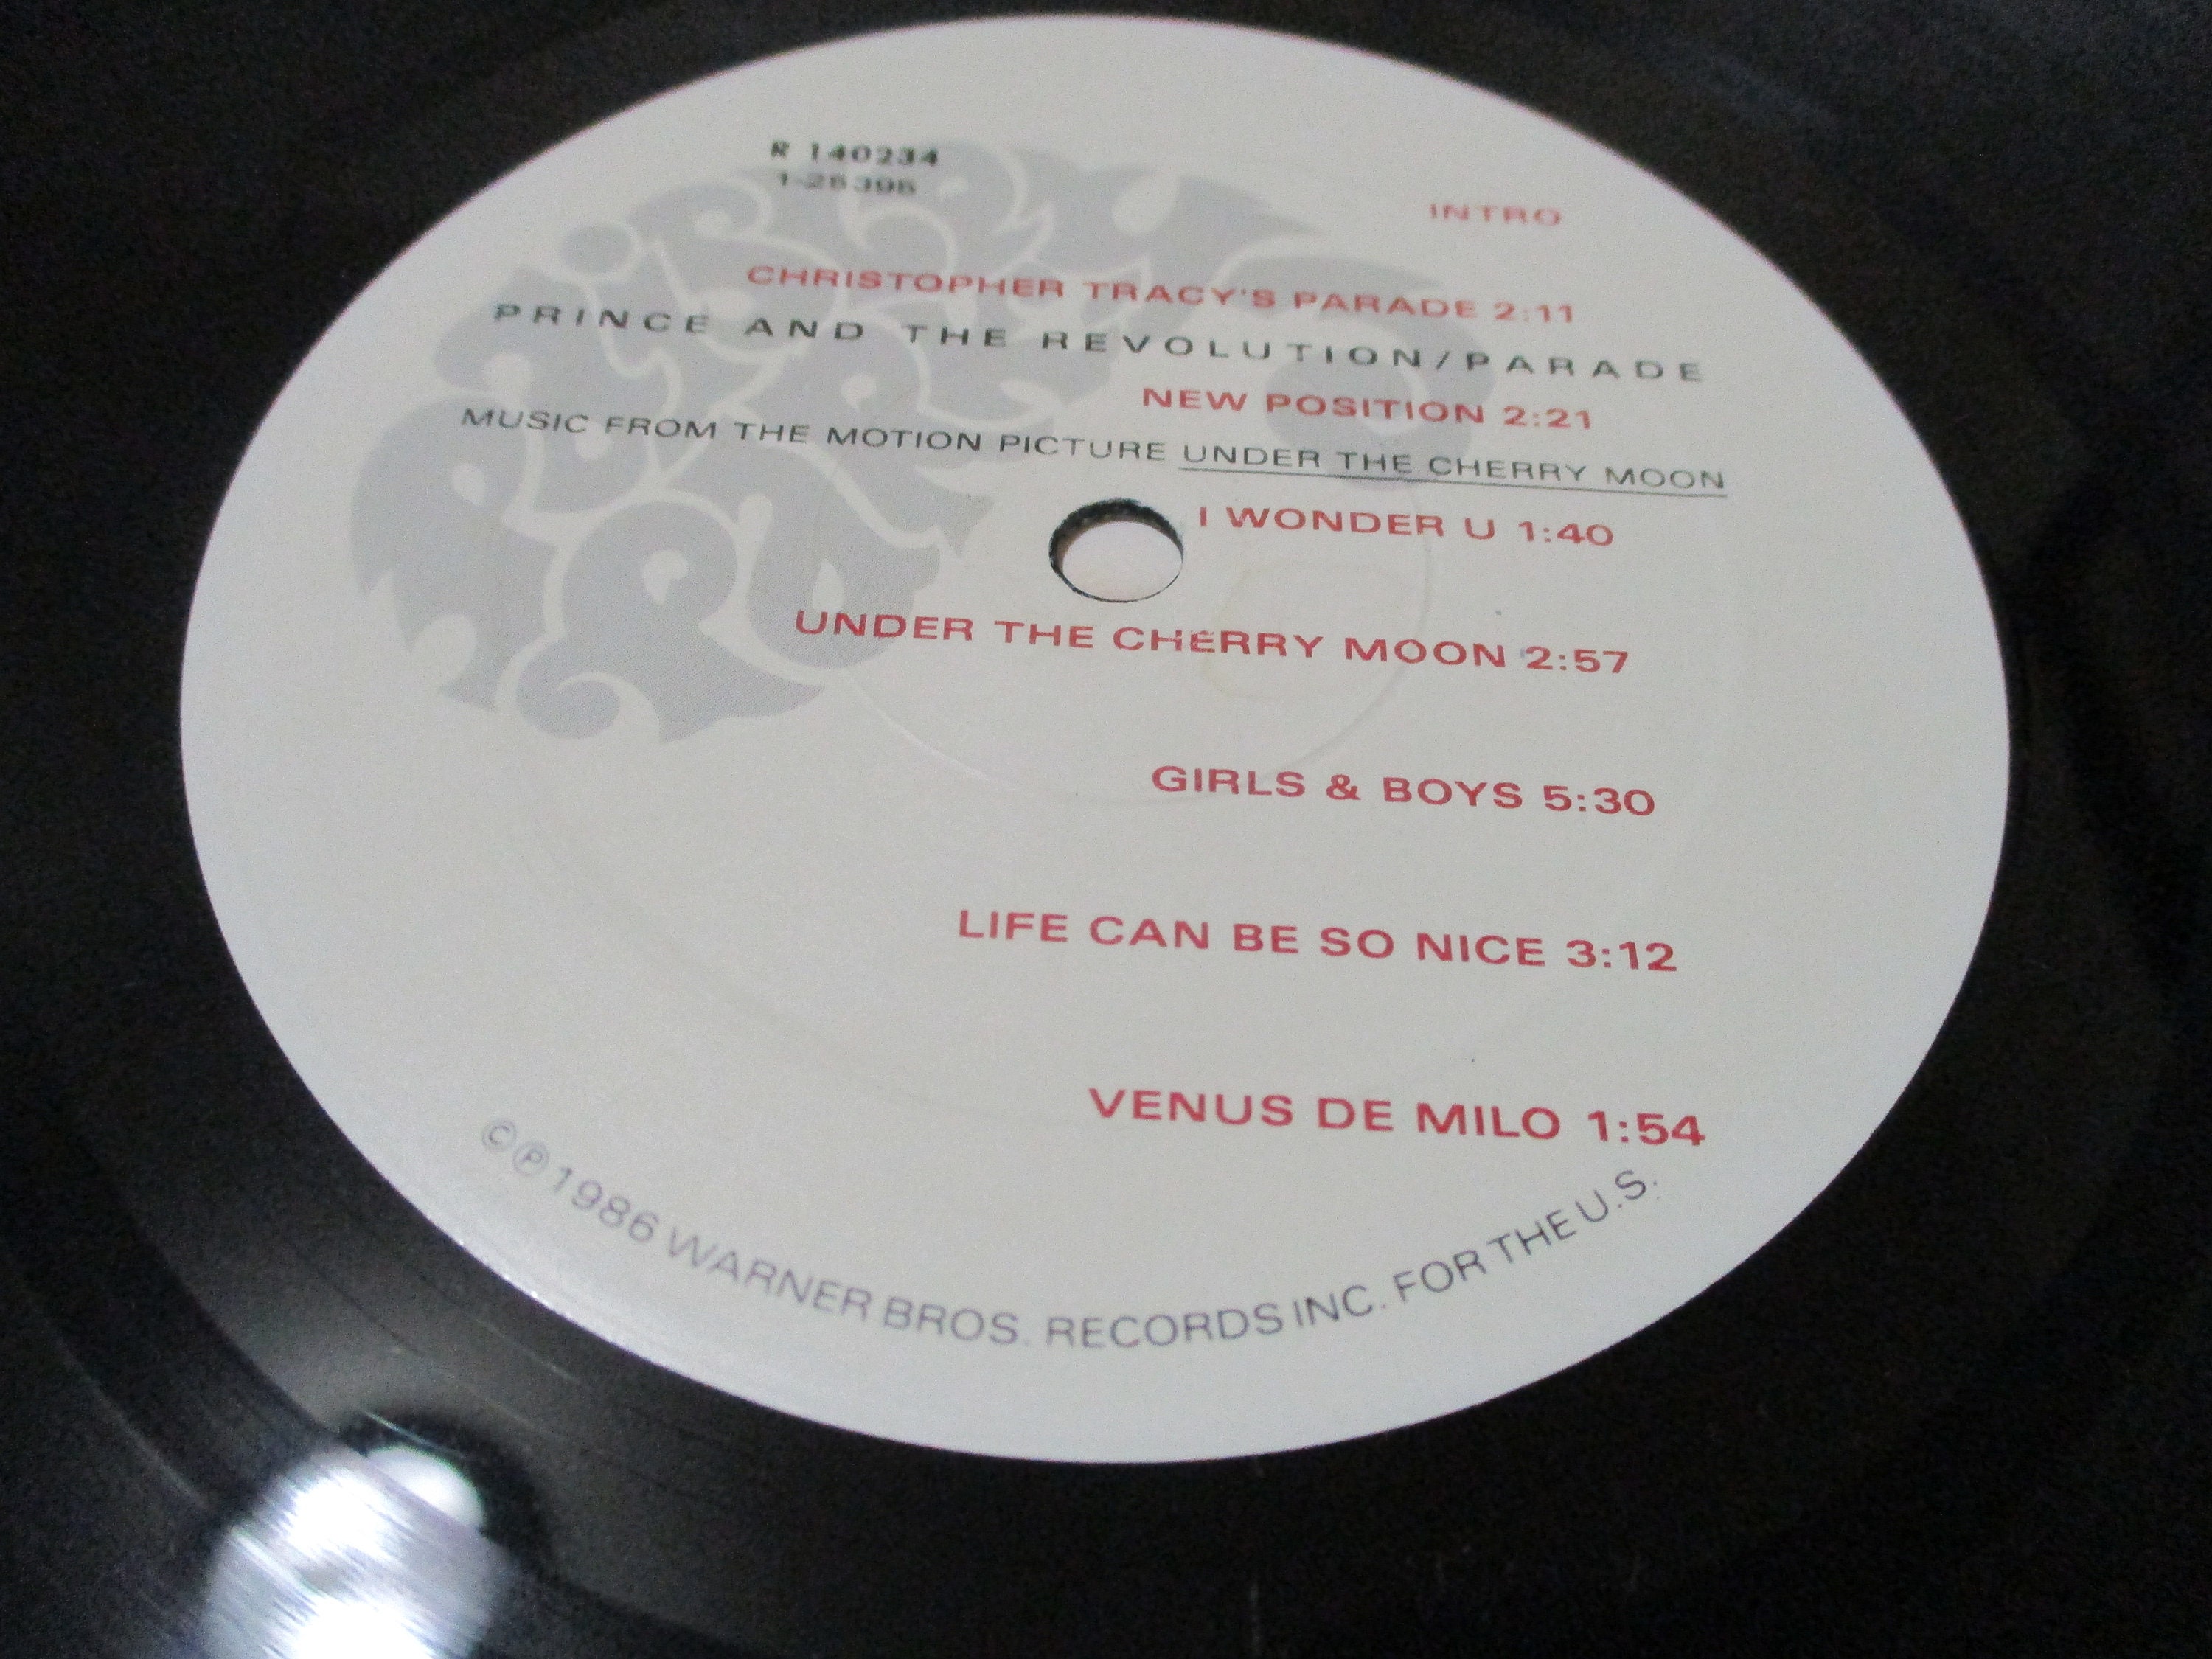 R 140234
1-25395
INTRO
CHRISTOPHER TRACY'S PARADE 2:11
PRINCE AND THE REVOLUTION/PARADE
NEW POSITION 2:21
MUSIC FROM THE MOTION PICTURE UNDER THE CHERRY MOON
I WONDER U 1:40
UNDER THE CHERRY MOON 2:57
GIRLS & BOYS 5:30
LIFE CAN BE SO NICE 3:12
VENUS DE MILO 1:54
©℗1986 WARNER BROS. RECORDS INC. FOR THE U.S.